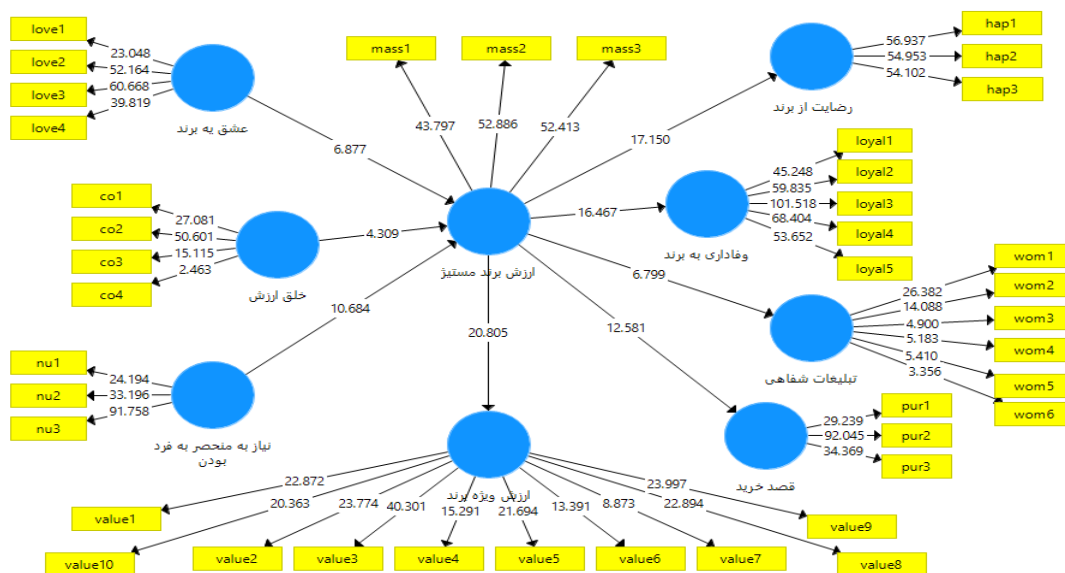 love1
love2
love3
love4
23.048
52.164
60.668
39.819
عشق یه برند
6.877
mass1
mass2
mass3
43.797
52.886
52.413
hap1
hap2
hap3
56.937
54.953
54.102
رضایت از برند
17.150
co1
co2
co3
co4
27.081
50.601
15.115
2.463
خلق ارزش
4.309
ارزش برند مستیژ
16.467
loyal1
loyal2
loyal3
loyal4
loyal5
45.248
59.835
101.518
68.404
53.652
وفاداری به برند
nu1
nu2
nu3
24.194
33.196
91.758
نیاز به منحصر به فرد
بودن
10.684
20.805
12.581
6.799
wom1
wom2
wom3
wom4
wom5
wom6
26.382
14.088
4.900
5.183
5.410
3.356
تبلیغات شفاهی
pur1
pur2
pur3
29.239
92.045
34.369
قصد خرید
ارزش ویژه برند
22.872
20.363
23.774
40.301
15.291
21.694
13.391
8.873
22.894
23.997
value1
value10
value2
value3
value4
value5
value6
value7
value8
value9